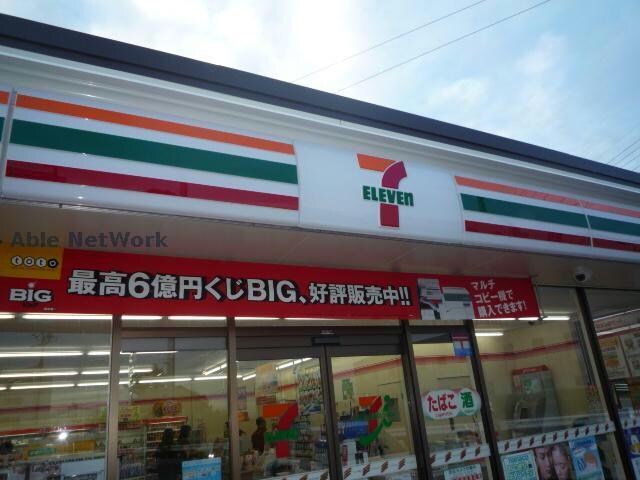 ELEVEn
Able NetWork
toto
BIG
最高6億円くじBIG、好評販売中!!
マルチ
コピー機で
購入できます!
たばこ
酒